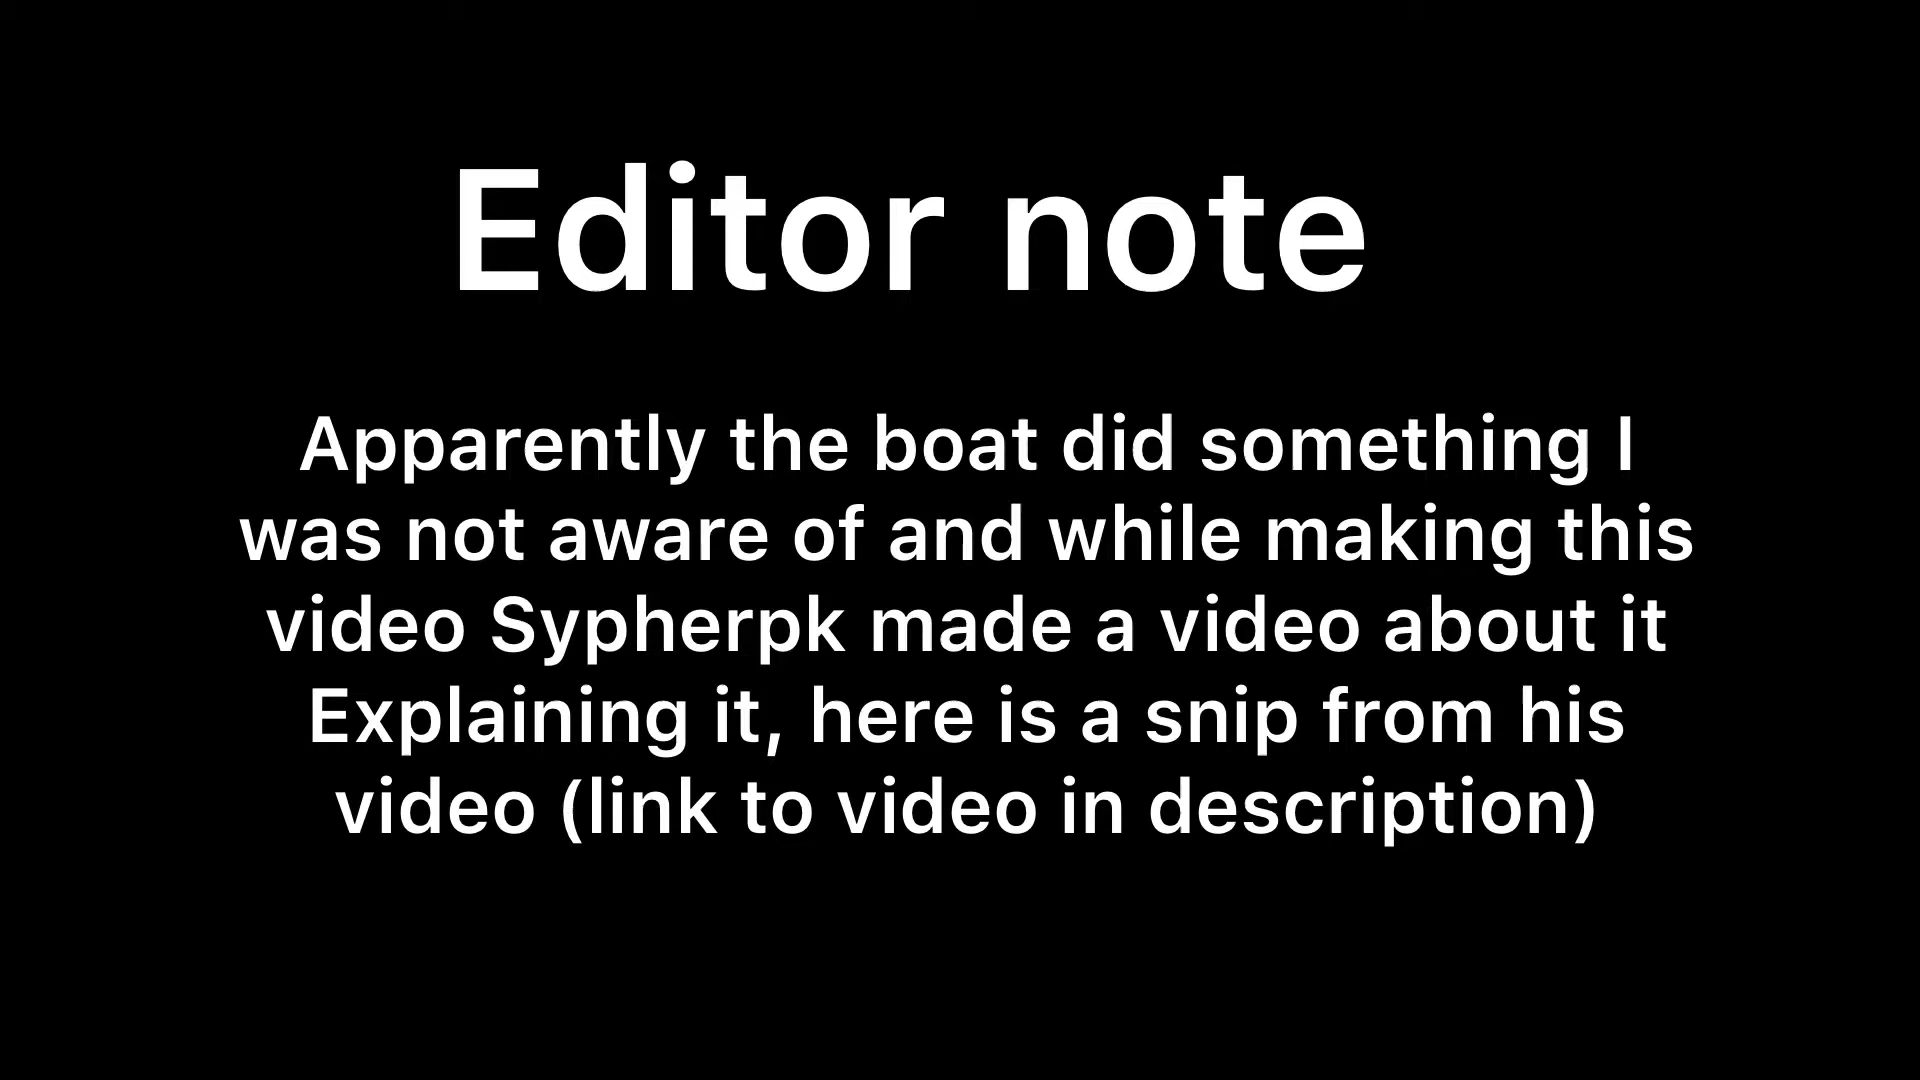 Editor note
Apparently the boat did something I
was not aware of and while making this
video Sypherpk made a video about it
Explaining it, here is a snip from his
video (link to video in description)